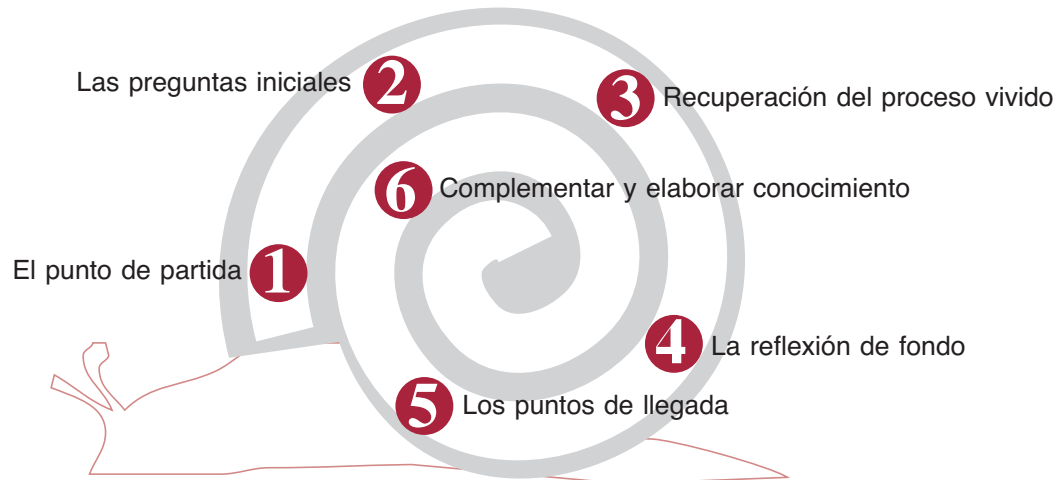 1 El punto de partida
2 Las preguntas iniciales
3 Recuperación del proceso vivido
4 La reflexión de fondo
5 Los puntos de llegada
6 Complementar y elaborar conocimiento